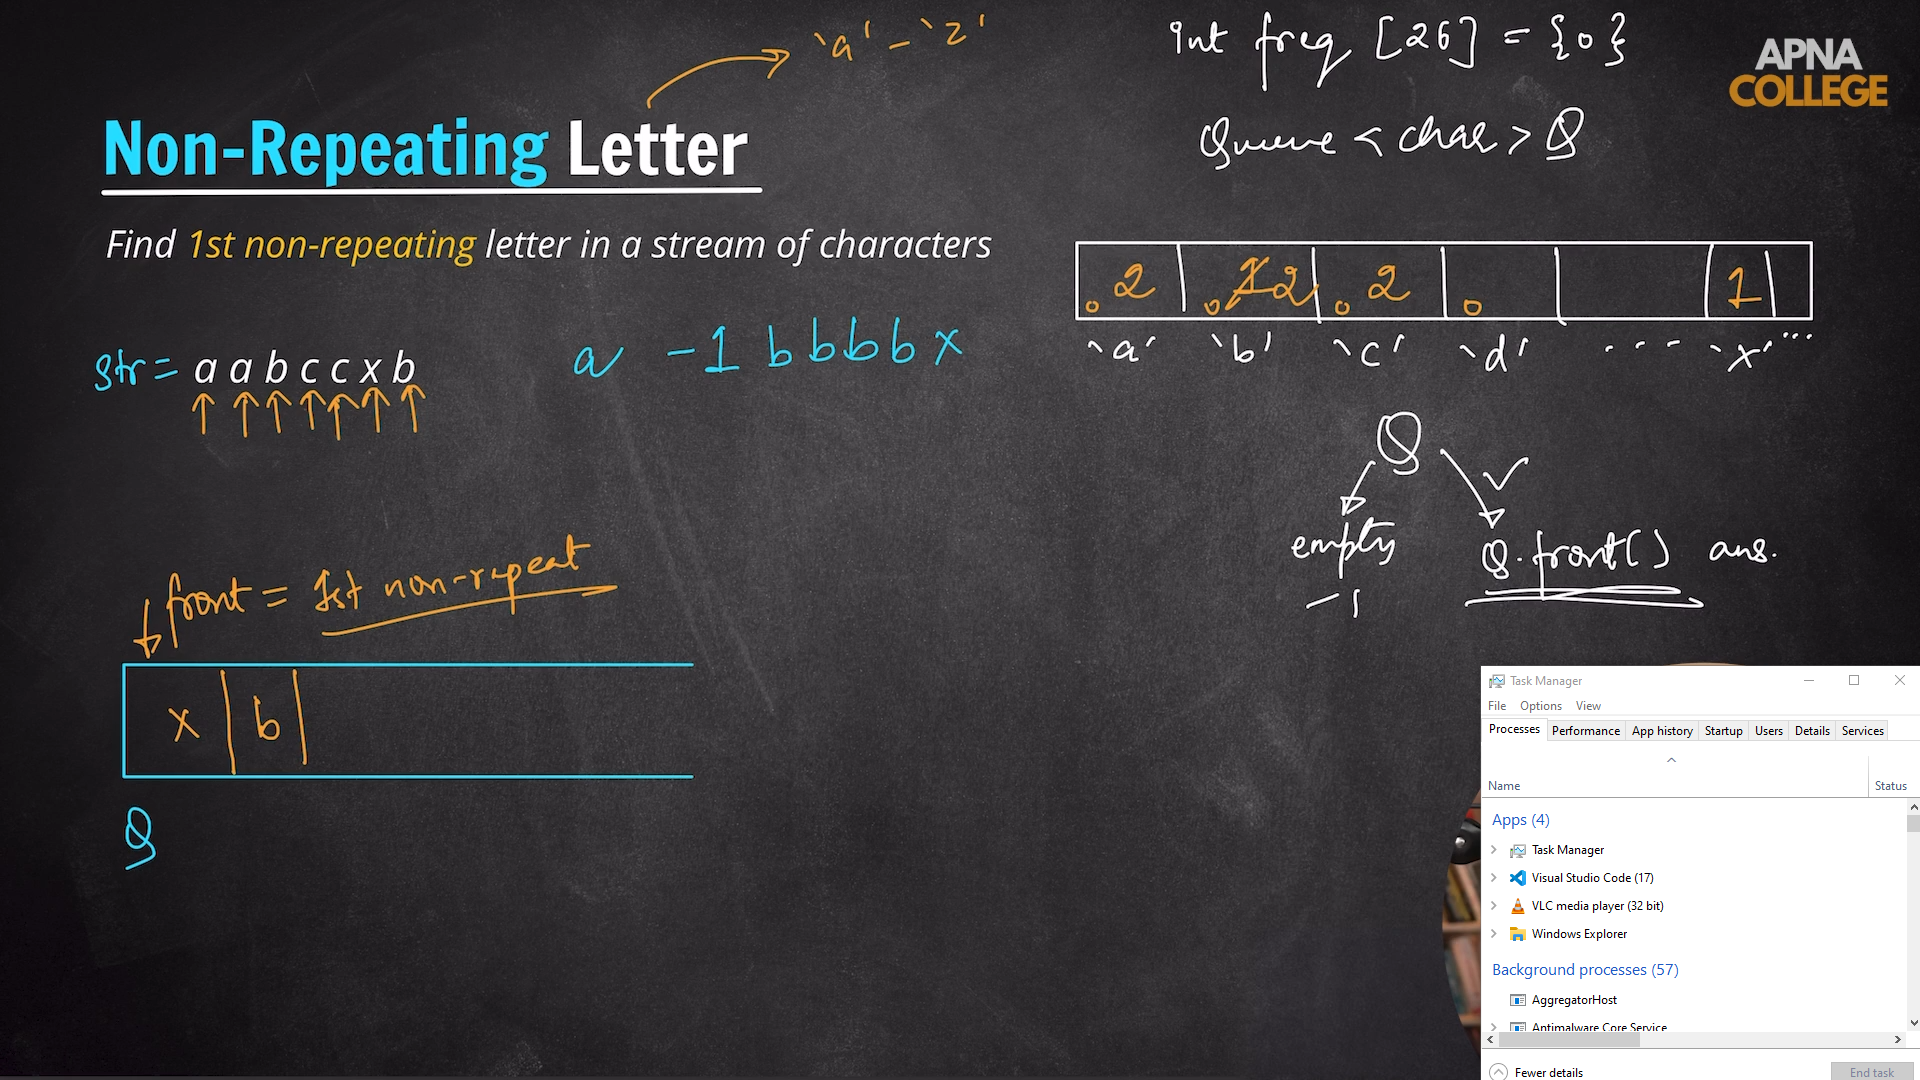 'a' - 'z'
int freq [26] = {0}
APNA
COLLEGE
Non-Repeating Letter
Queue < char > Q
Find 1st non-repeating letter in a stream of characters
0 2 0 1 2 0 2 0 1
'a' 'b' 'c' 'd' - - - 'x' ...
str = a a b c c x b
a -1 b b b b x
Q
empty
-1
Q.front() ans.
front = 1st non-repeat
x b
Q
Task Manager
File Options View
Processes Performance App history Startup Users Details Services
Name Status
Apps (4)
Task Manager
Visual Studio Code (17)
VLC media player (32 bit)
Windows Explorer
Background processes (57)
AggregatorHost
Antimalware Core Service
Fewer details End task